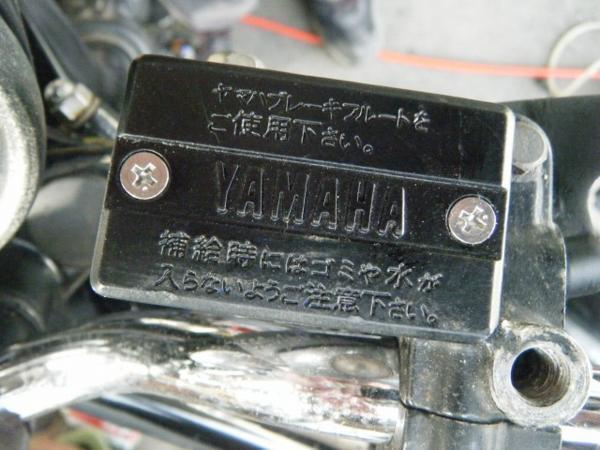 ヤマハブレーキフルートを
ご使用下さい。
YAMAHA
補給時にはゴミや水が
入らないようご注意下さい。